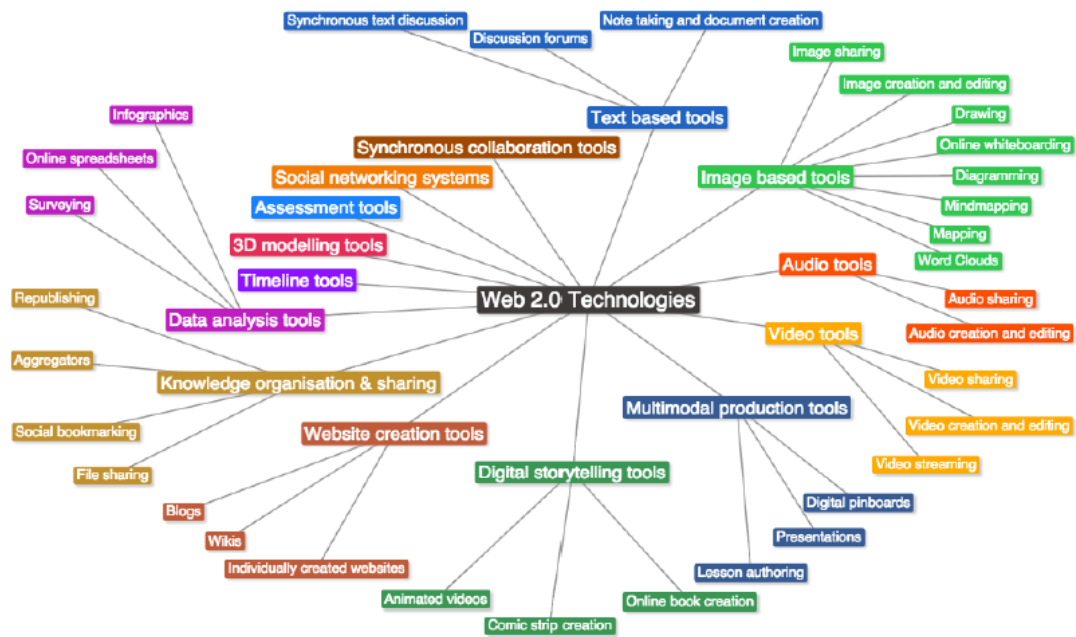 Synchronous text discussion
Note taking and document creation
Discussion forums
Text based tools
Image sharing
Image creation and editing
Drawing
Online whiteboarding
Diagramming
Mindmapping
Mapping
Word Clouds
Image based tools
Synchronous collaboration tools
Social networking systems
Assessment tools
3D modelling tools
Timeline tools
Infographics
Online spreadsheets
Surveying
Data analysis tools
Web 2.0 Technologies
Audio tools
Audio sharing
Audio creation and editing
Video tools
Video sharing
Video creation and editing
Video streaming
Republishing
Aggregators
Social bookmarking
File sharing
Knowledge organisation & sharing
Website creation tools
Blogs
Wikis
Individually created websites
Digital storytelling tools
Animated videos
Comic strip creation
Online book creation
Multimodal production tools
Digital pinboards
Presentations
Lesson authoring